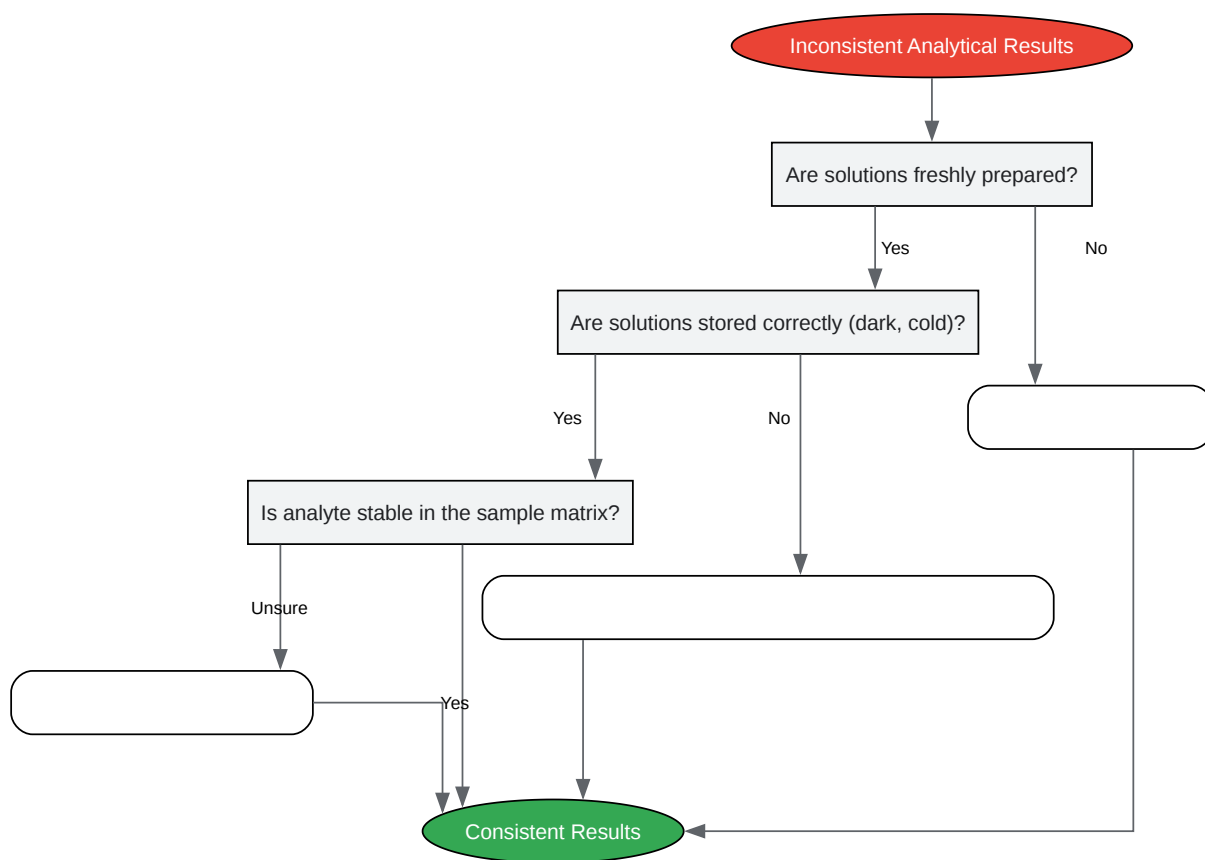 Inconsistent Analytical Results
Are solutions freshly prepared?
Yes
No
Are solutions stored correctly (dark, cold)?
Yes
No
Is analyte stable in the sample matrix?
Unsure
Yes
Consistent Results